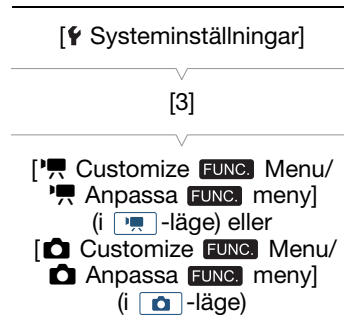 [Systeminställningar]
[3]
[Customize FUNC. Menu/
Anpassa FUNC. meny]
(i -läge) eller
[Customize FUNC. Menu/
Anpassa FUNC. meny]
(i -läge)